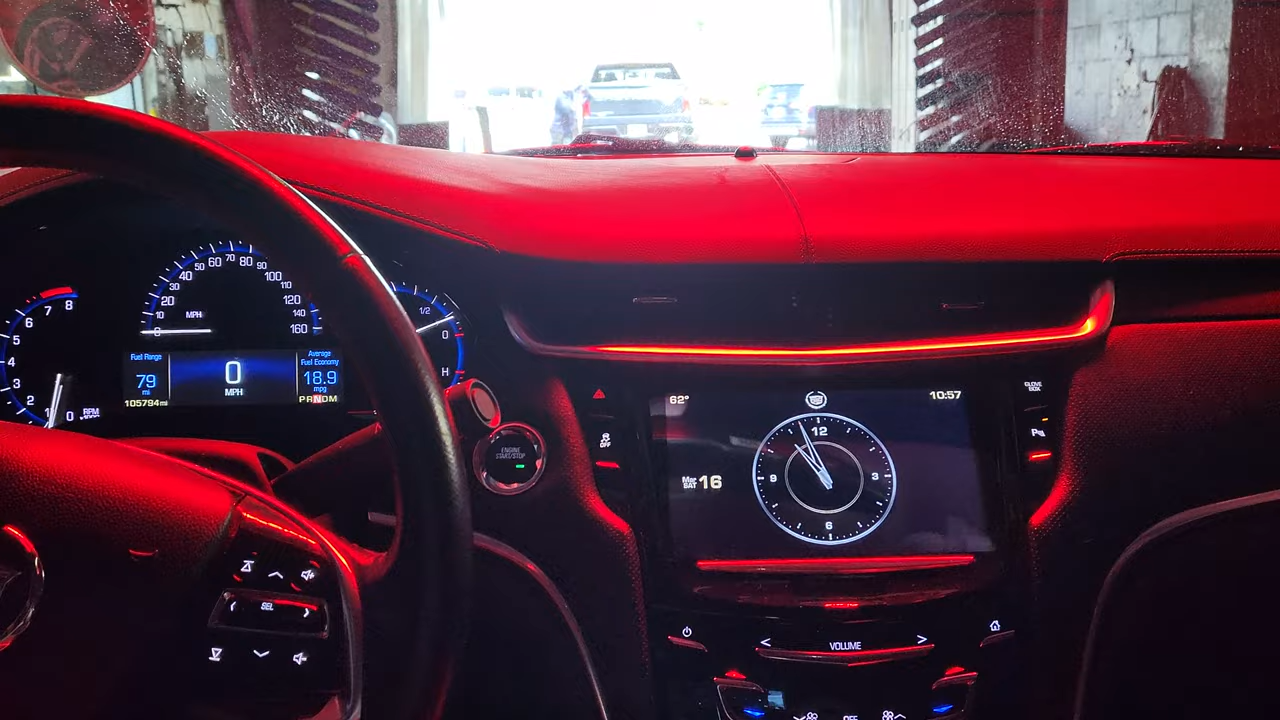 8
7
6
5
4
3
2
1
0
RPM
0
10
20
30
40
50
60
70
80
90
100
110
120
140
160
MPH
Fuel Range
79
mi
105794mi
0
MPH
Average
Fuel Economy
18.9
mpg
PRNDM
1/2
0
H
ENGINE
START/STOP
OFF
62°
10:57
Mar
SAT 16
12
3
6
9
GLOVE
BOX
SEL
VOLUME
OFF